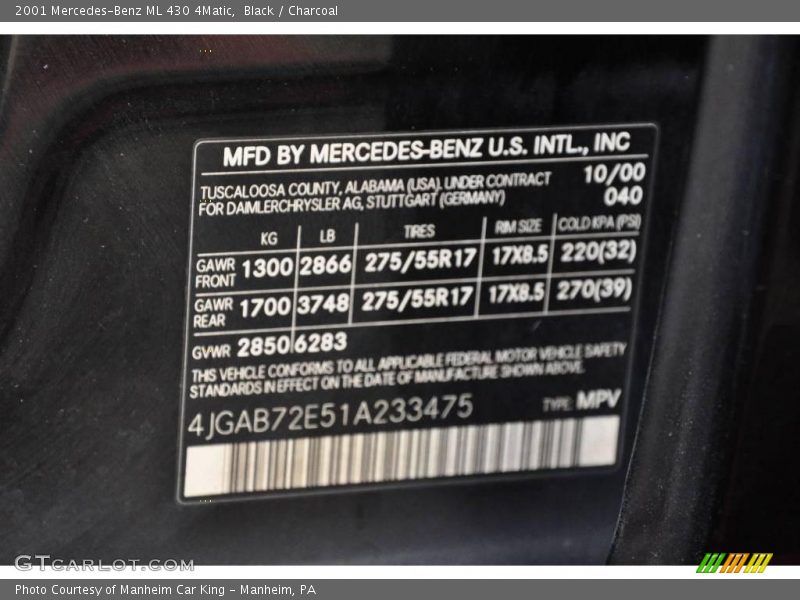 2001 Mercedes-Benz ML 430 4Matic,  Black / Charcoal
MFD BY MERCEDES-BENZ U.S. INTL., INC
TUSCALOOSA COUNTY, ALABAMA (USA). UNDER CONTRACT 10/00
FOR DAIMLERCHRYSLER AG, STUTTGART (GERMANY) 040
KG LB TIRES RIM SIZE COLD KPA (PSI)
GAWR FRONT 1300 2866 275/55R17 17X8.5 220(32)
GAWR REAR 1700 3748 275/55R17 17X8.5 270(39)
GVWR 2850 6283
THIS VEHICLE CONFORMS TO ALL APPLICABLE FEDERAL MOTOR VEHICLE SAFETY
STANDARDS IN EFFECT ON THE DATE OF MANUFACTURE SHOWN ABOVE.
4JGAB72E51A233475 TYPE: MPV
GTcarlot.com
Photo Courtesy of Manheim Car King - Manheim, PA